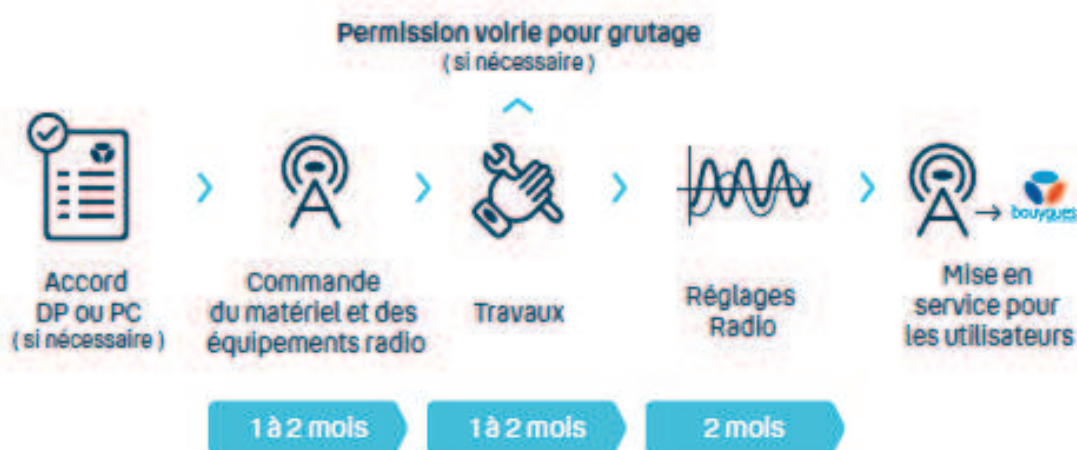 Permission voirie pour grutage
( si nécessaire )
Accord
DP ou PC
( si nécessaire )
Commande
du matériel et des
équipements radio
Travaux
Réglages
Radio
bouygues
Mise en
service pour
les utilisateurs
1 à 2 mois
1 à 2 mois
2 mois